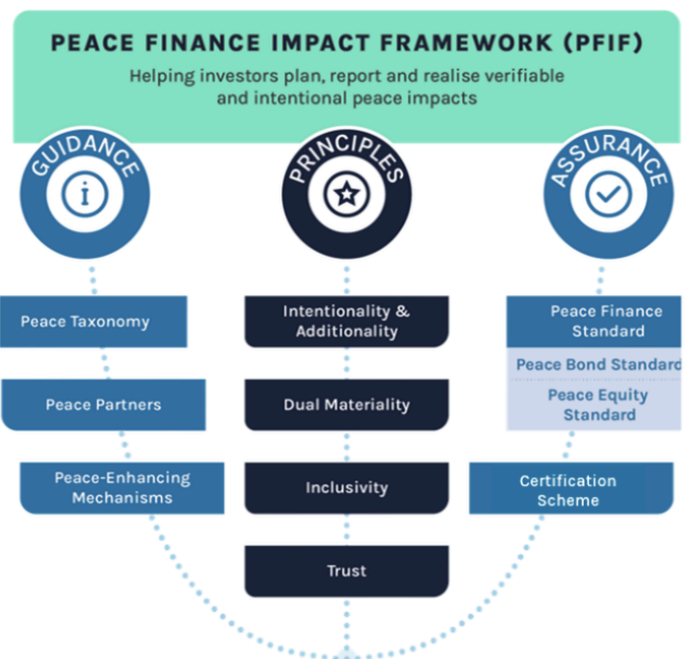 PEACE FINANCE IMPACT FRAMEWORK (PFIF)
Helping investors plan, report and realise verifiable
and intentional peace impacts
GUIDANCE
PRINCIPLES
ASSURANCE
Peace Taxonomy
Peace Partners
Peace-Enhancing
Mechanisms
Intentionality &
Additionality
Dual Materiality
Inclusivity
Trust
Peace Finance
Standard
Peace Bond Standard
Peace Equity
Standard
Certification
Scheme